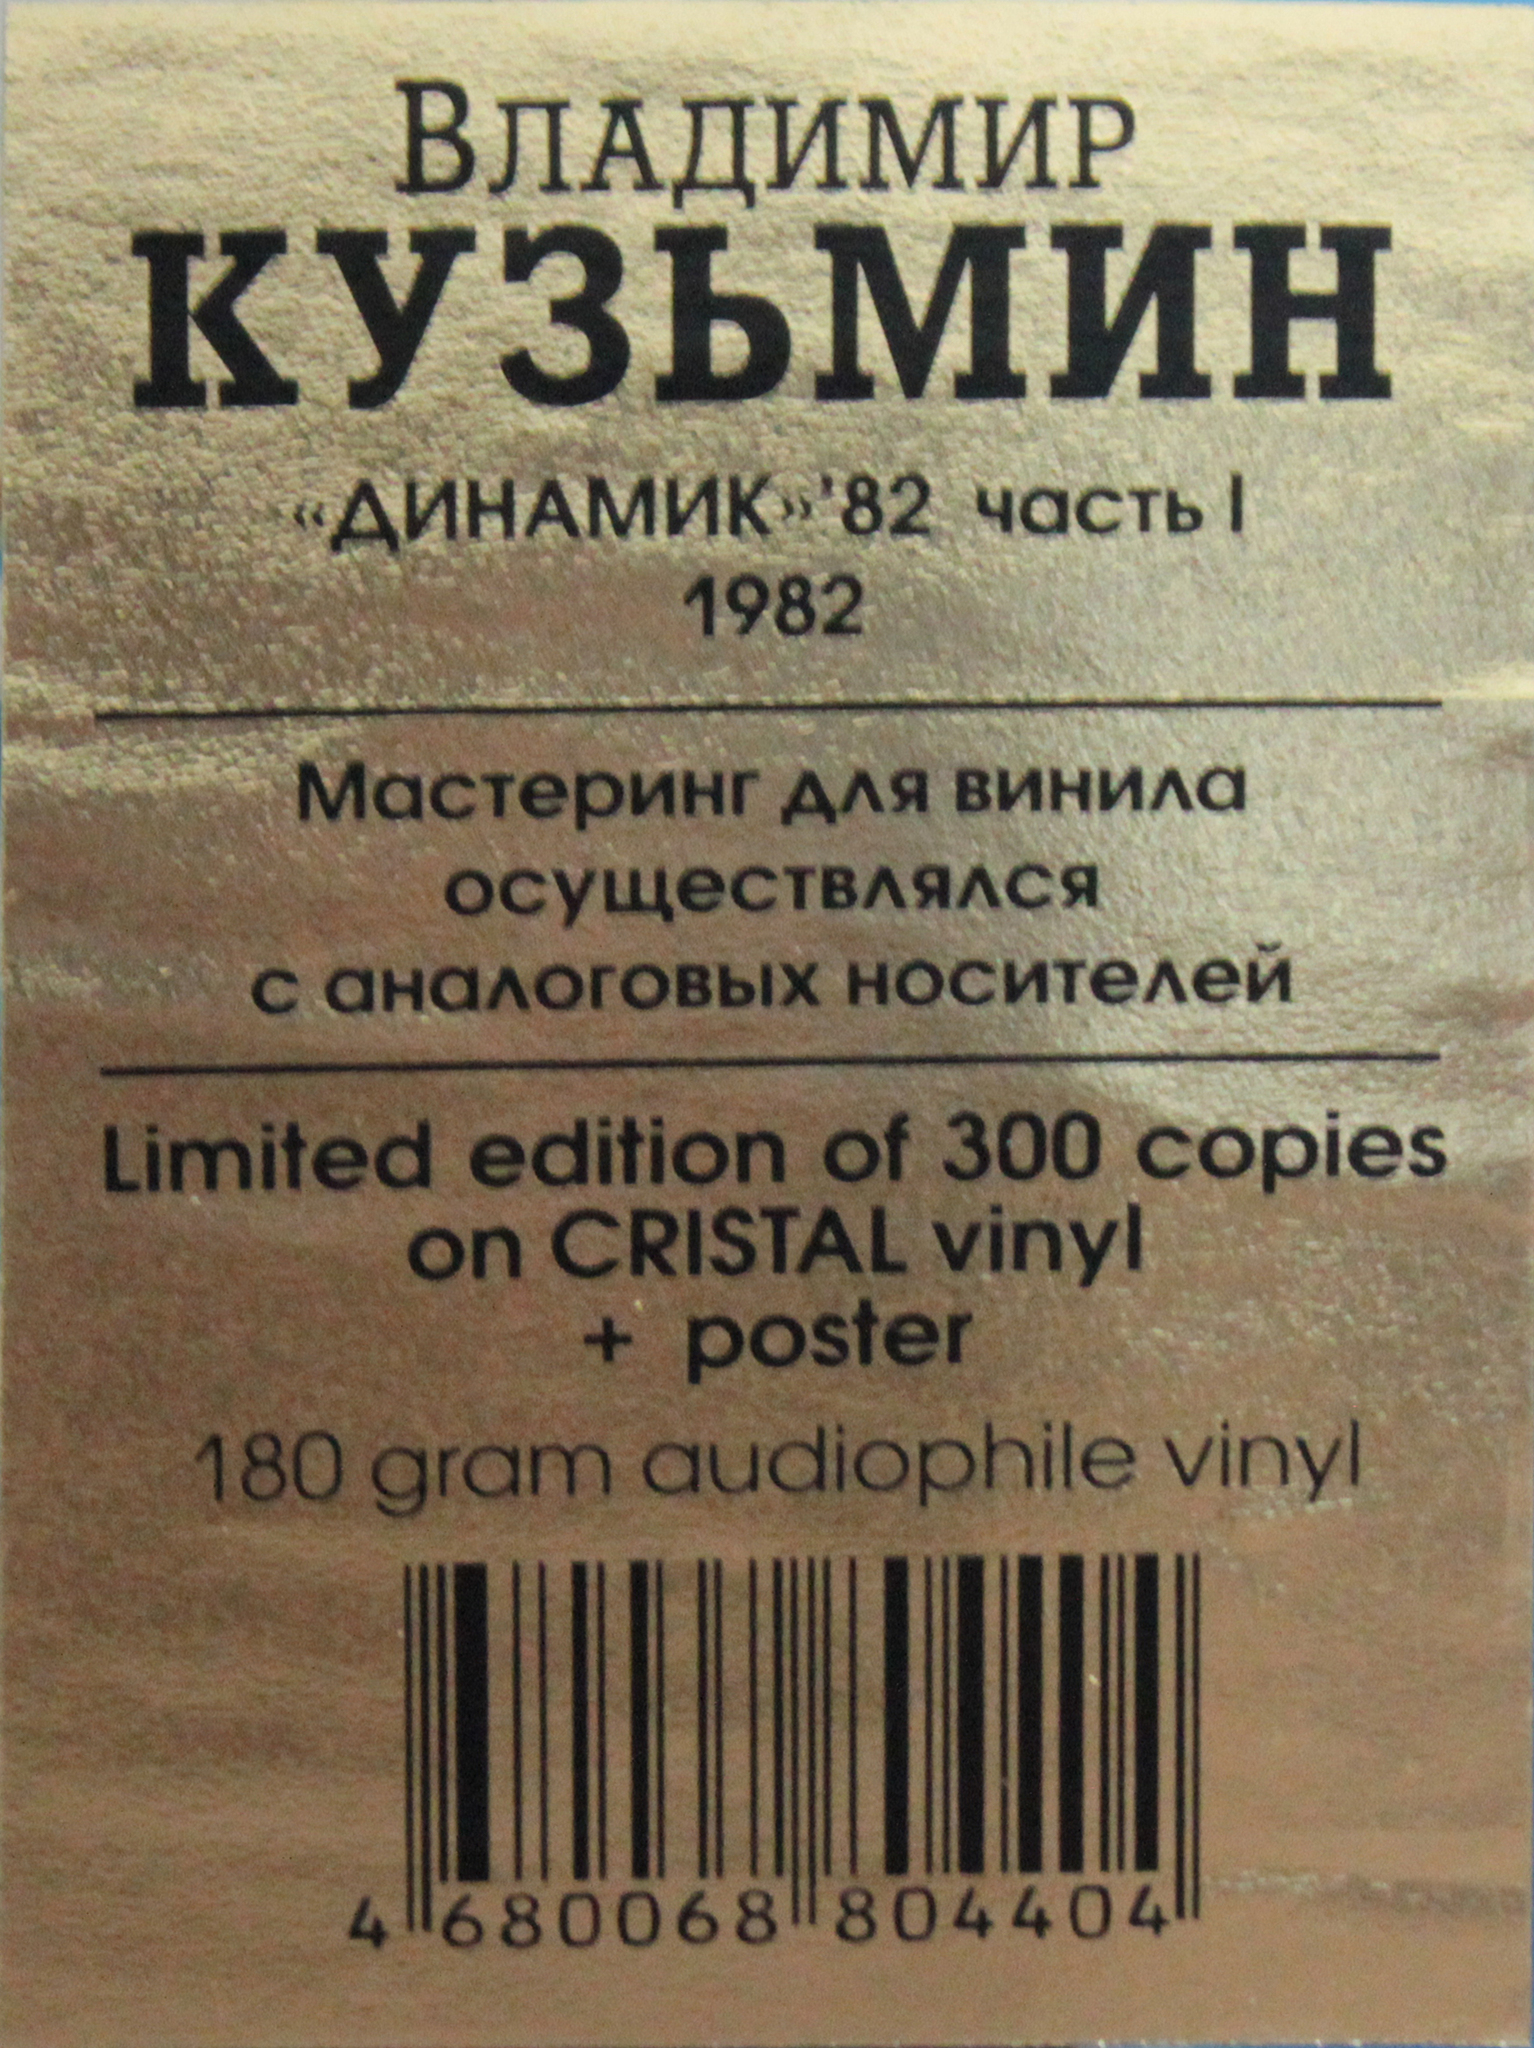 Владимир
КУЗЬМИН
«ДИНАМИК»'82 часть I
1982
Мастеринг для винила
осуществлялся
с аналоговых носителей
Limited edition of 300 copies
on CRISTAL vinyl
+ poster
180 gram audiophile vinyl
4 680068 804404